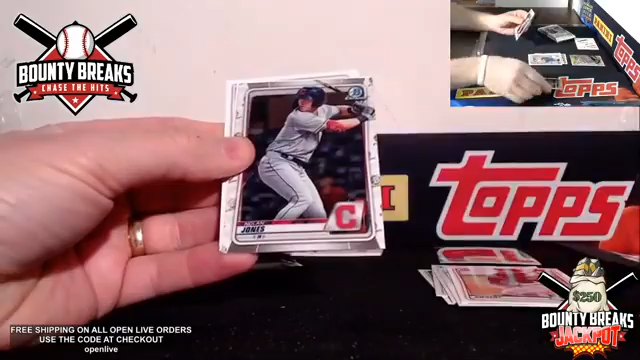 BOUNTY BREAKS
CHASE THE HITS
NOLAN
JONES
C
TOPPS
TOPPS
FREE SHIPPING ON ALL OPEN LIVE ORDERS
USE THE CODE AT CHECKOUT
openlive
$250
BOUNTY BREAKS
JACKPOT